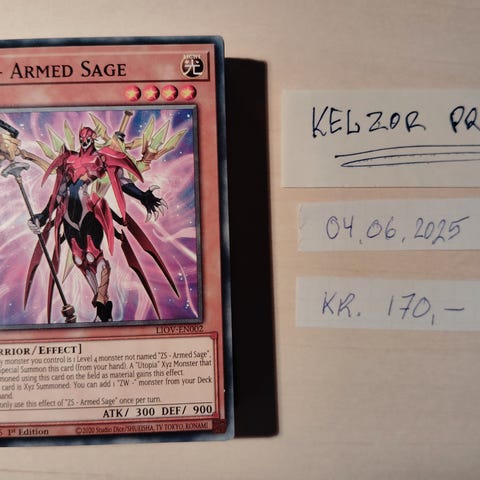 - ARMED SAGE
LIGHT
光
LIOV-EN002
RRIOR/EFFECT]
y monster you control is 1 Level 4 monster not named "ZS - Armed Sage",
pecial Summon this card (from your hand). A "Utopia" Xyz Monster that
moned using this card on the field as material gains this effect.
card is Xyz Summoned: You can add 1 "ZW -" monster from your Deck
hand.
only use this effect of "ZS - Armed Sage" once per turn.
ATK/ 300 DEF/ 900
1st Edition
©2020 Studio Dice/SHUEISHA, TV TOKYO, KONAMI
KELZOR PR
04.06.2025
KR. 170,-